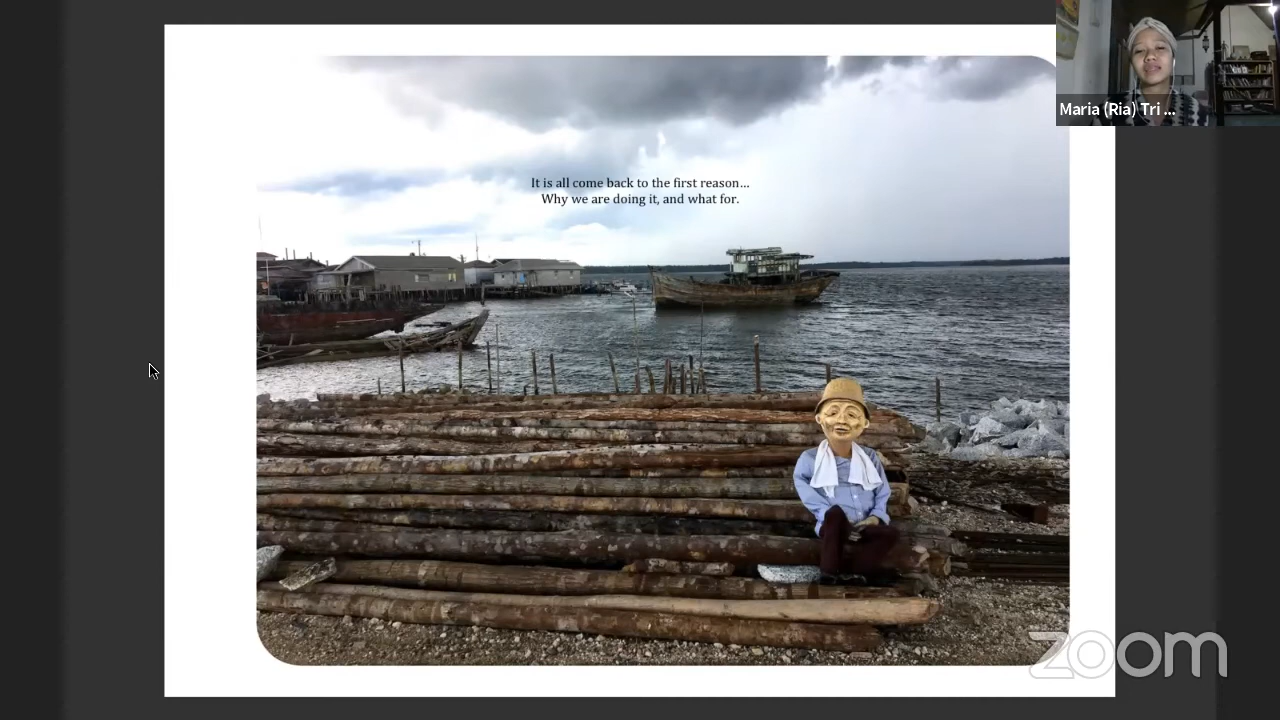 It is all come back to the first reason...
Why we are doing it, and what for.
Maria (Ria) Tri ...
zoom